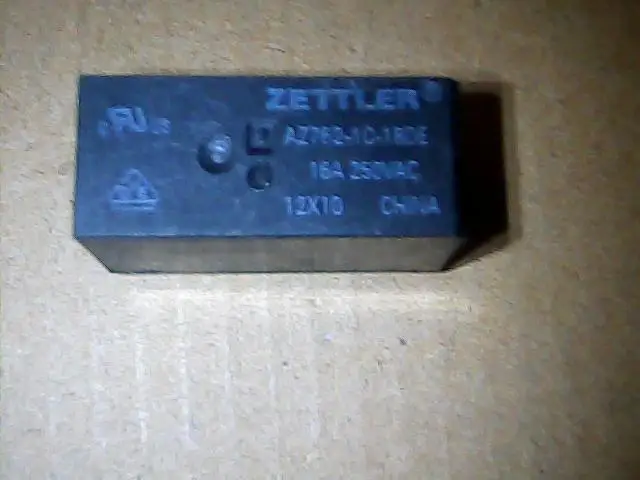 ZETTLER®
AZ762-1C-18DE
16A 250VAC
12X10 CHINA